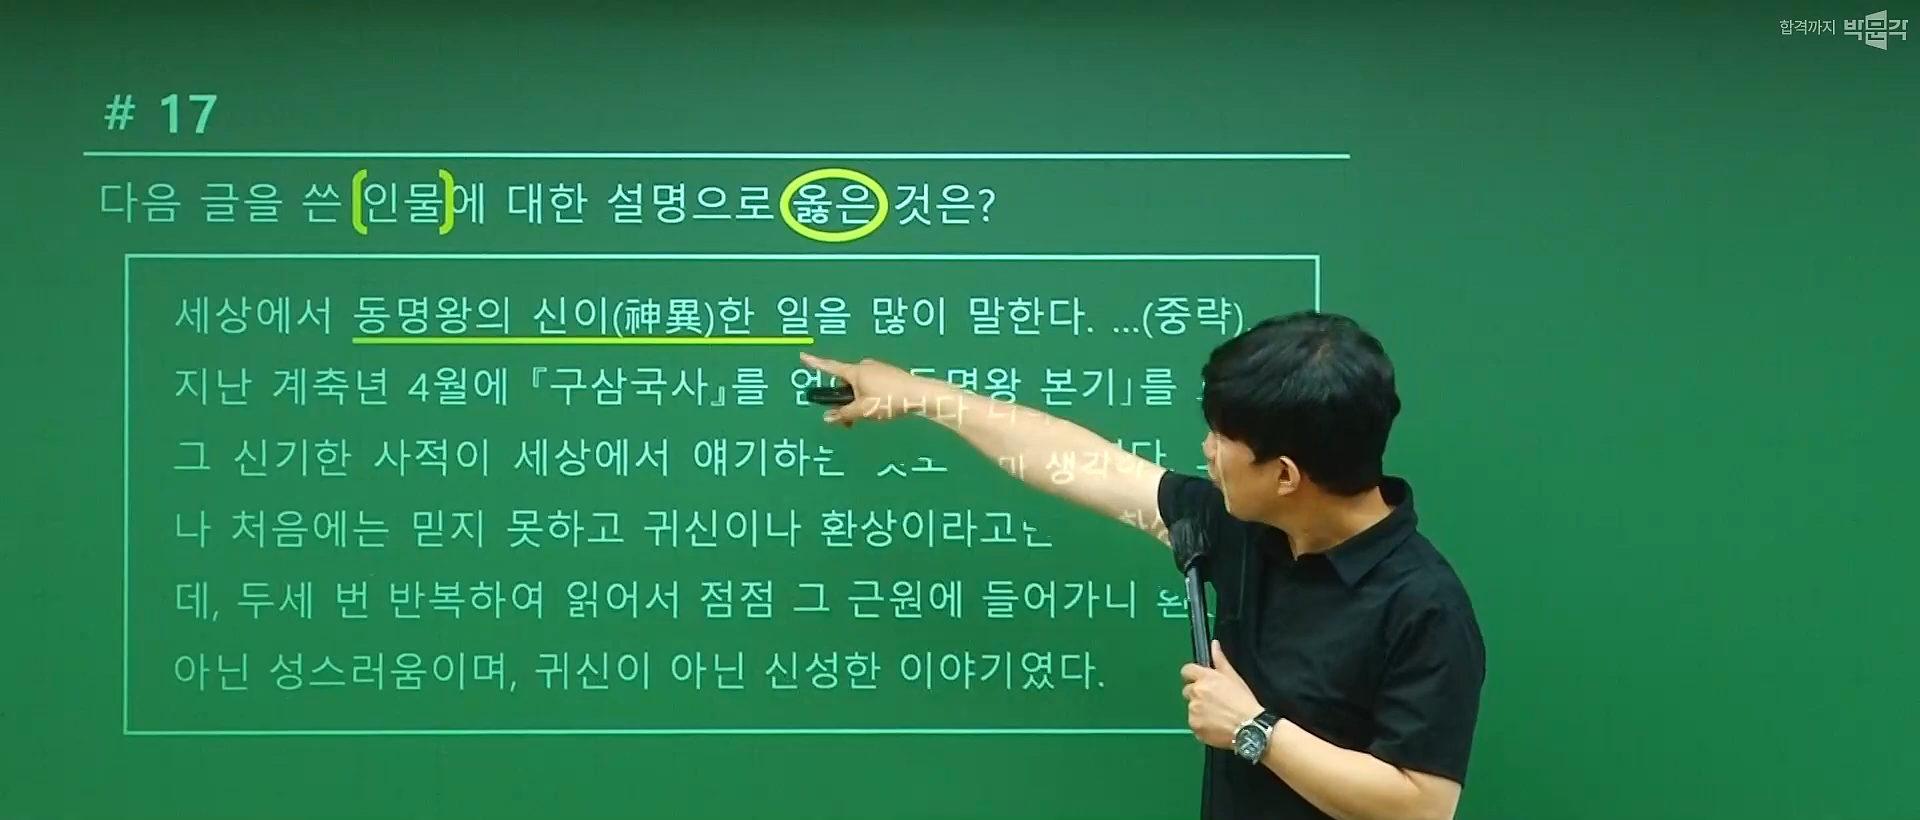 합격까지 박문각
# 17
다음 글을 쓴 인물에 대한 설명으로 옳은 것은?
세상에서 동명왕의 신이(神異)한 일을 많이 말한다. ...(중략)
지난 계축년 4월에 『구삼국사』를 동명왕 본기」를
그 신기한 사적이 세상에서 얘기하는
나 처음에는 믿지 못하고 귀신이나 환상이라고
데, 두세 번 반복하여 읽어서 점점 그 근원에 들어가니
아닌 성스러움이며, 귀신이 아닌 신성한 이야기였다.